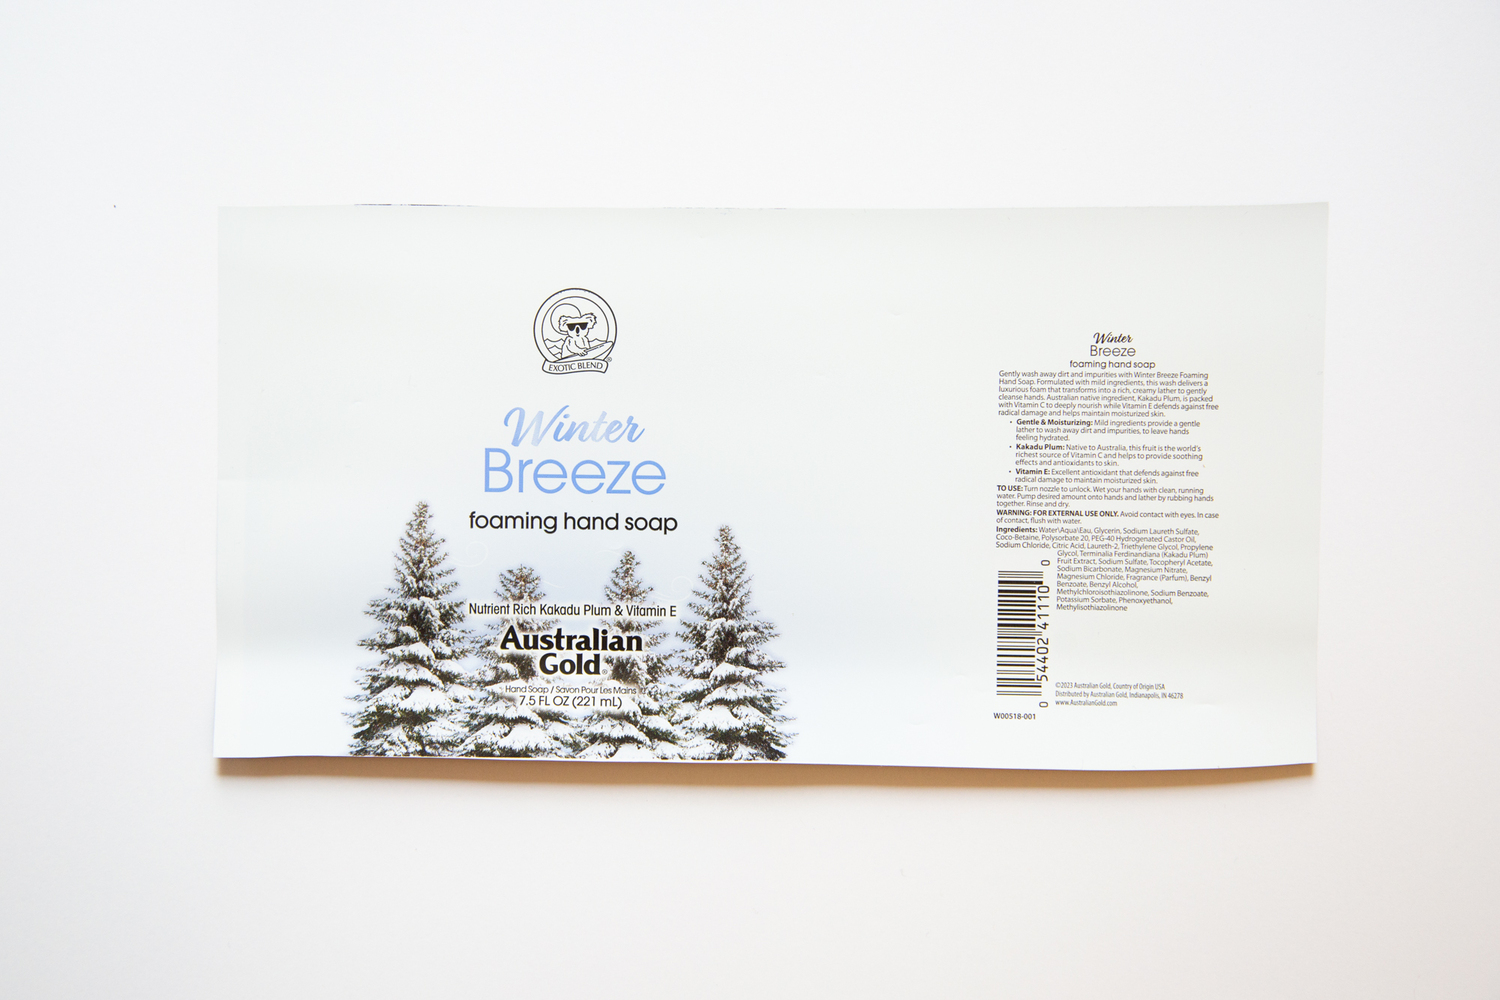 EXOTIC BLEND®
Winter
Breeze
foaming hand soap
Nutrient Rich Kakadu Plum & Vitamin E
Australian
Gold®
Hand Soap / Savon Pour Les Mains
7.5 FL OZ (221 mL)
Winter
Breeze
foaming hand soap
Gently wash away dirt and impurities with Winter Breeze Foaming
Hand Soap. Formulated with mild ingredients, this wash delivers a
luxurious foam that transforms into a rich, creamy lather to gently
cleanse hands. Australian native ingredient, Kakadu Plum, is packed
with Vitamin C to deeply nourish while Vitamin E defends against free
radical damage and helps maintain moisturized skin.
• Gentle & Moisturizing: Mild ingredients provide a gentle
lather to wash away dirt and impurities, to leave hands
feeling hydrated.
• Kakadu Plum: Native to Australia, this fruit is the world's
richest source of Vitamin C and helps to provide soothing
effects and antioxidants to skin.
• Vitamin E: Excellent antioxidant that defends against free
radical damage to maintain moisturized skin.
TO USE: Turn nozzle to unlock. Wet your hands with clean, running
water. Pump desired amount onto hands and lather by rubbing hands
together. Rinse and dry.
WARNING: FOR EXTERNAL USE ONLY. Avoid contact with eyes. In case
of contact, flush with water.
Ingredients: Water\Aqua\Eau, Glycerin, Sodium Laureth Sulfate,
Coco-Betaine, Polysorbate 20, PEG-40 Hydrogenated Castor Oil,
Sodium Chloride, Citric Acid, Laureth-2, Triethylene Glycol, Propylene
Glycol, Terminalia Ferdinandiana (Kakadu Plum)
Fruit Extract, Sodium Sulfate, Tocopheryl Acetate,
Sodium Bicarbonate, Magnesium Nitrate,
Magnesium Chloride, Fragrance (Parfum), Benzyl
Benzoate, Benzyl Alcohol,
Methylchloroisothiazolinone, Sodium Benzoate,
Potassium Sorbate, Phenoxyethanol,
Methylisothiazolinone
0 54402 41110 0
©2023 Australian Gold, Country of Origin USA
Distributed by Australian Gold, Indianapolis, IN 46278
www.AustralianGold.com
W00518-001